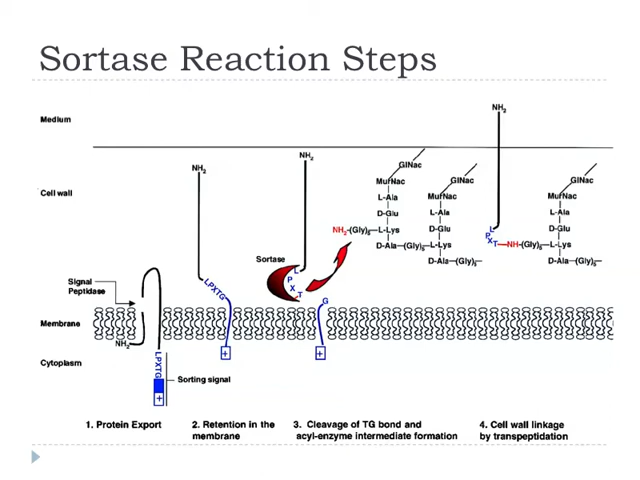 Sortase Reaction Steps
Medium
NH2
NH2
NH2
GlNac
MurNac
GlNac
GlNac
Cell wall
L-Ala
MurNac
MurNac
D-Glu
L-Ala
L-Ala
NH2-(Gly)5-L-Lys
D-Glu
L
P
X
T-NH-(Gly)5-L-Lys
D-Glu
D-Ala-(Gly)5-L-Lys
D-Ala-(Gly)5-
D-Ala-(Gly)5-
Sortase
L
P
X
T
G
LPXTG
Signal
Peptidase
Membrane
NH2
+
+
Cytoplasm
LPXTG
+
Sorting signal
1. Protein Export
2. Retention in the
membrane
3. Cleavage of TG bond and
acyl-enzyme intermediate formation
4. Cell wall linkage
by transpeptidation